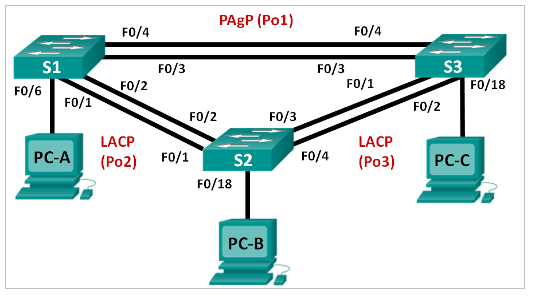 PAgP (Po1)
F0/4
F0/4
S1
S3
F0/3
F0/3
F0/6
F0/1
F0/2
F0/1
F0/2
F0/18
F0/2
F0/3
PC-A
LACP
(Po2)
F0/1
S2
F0/4
LACP
(Po3)
PC-C
F0/18
PC-B